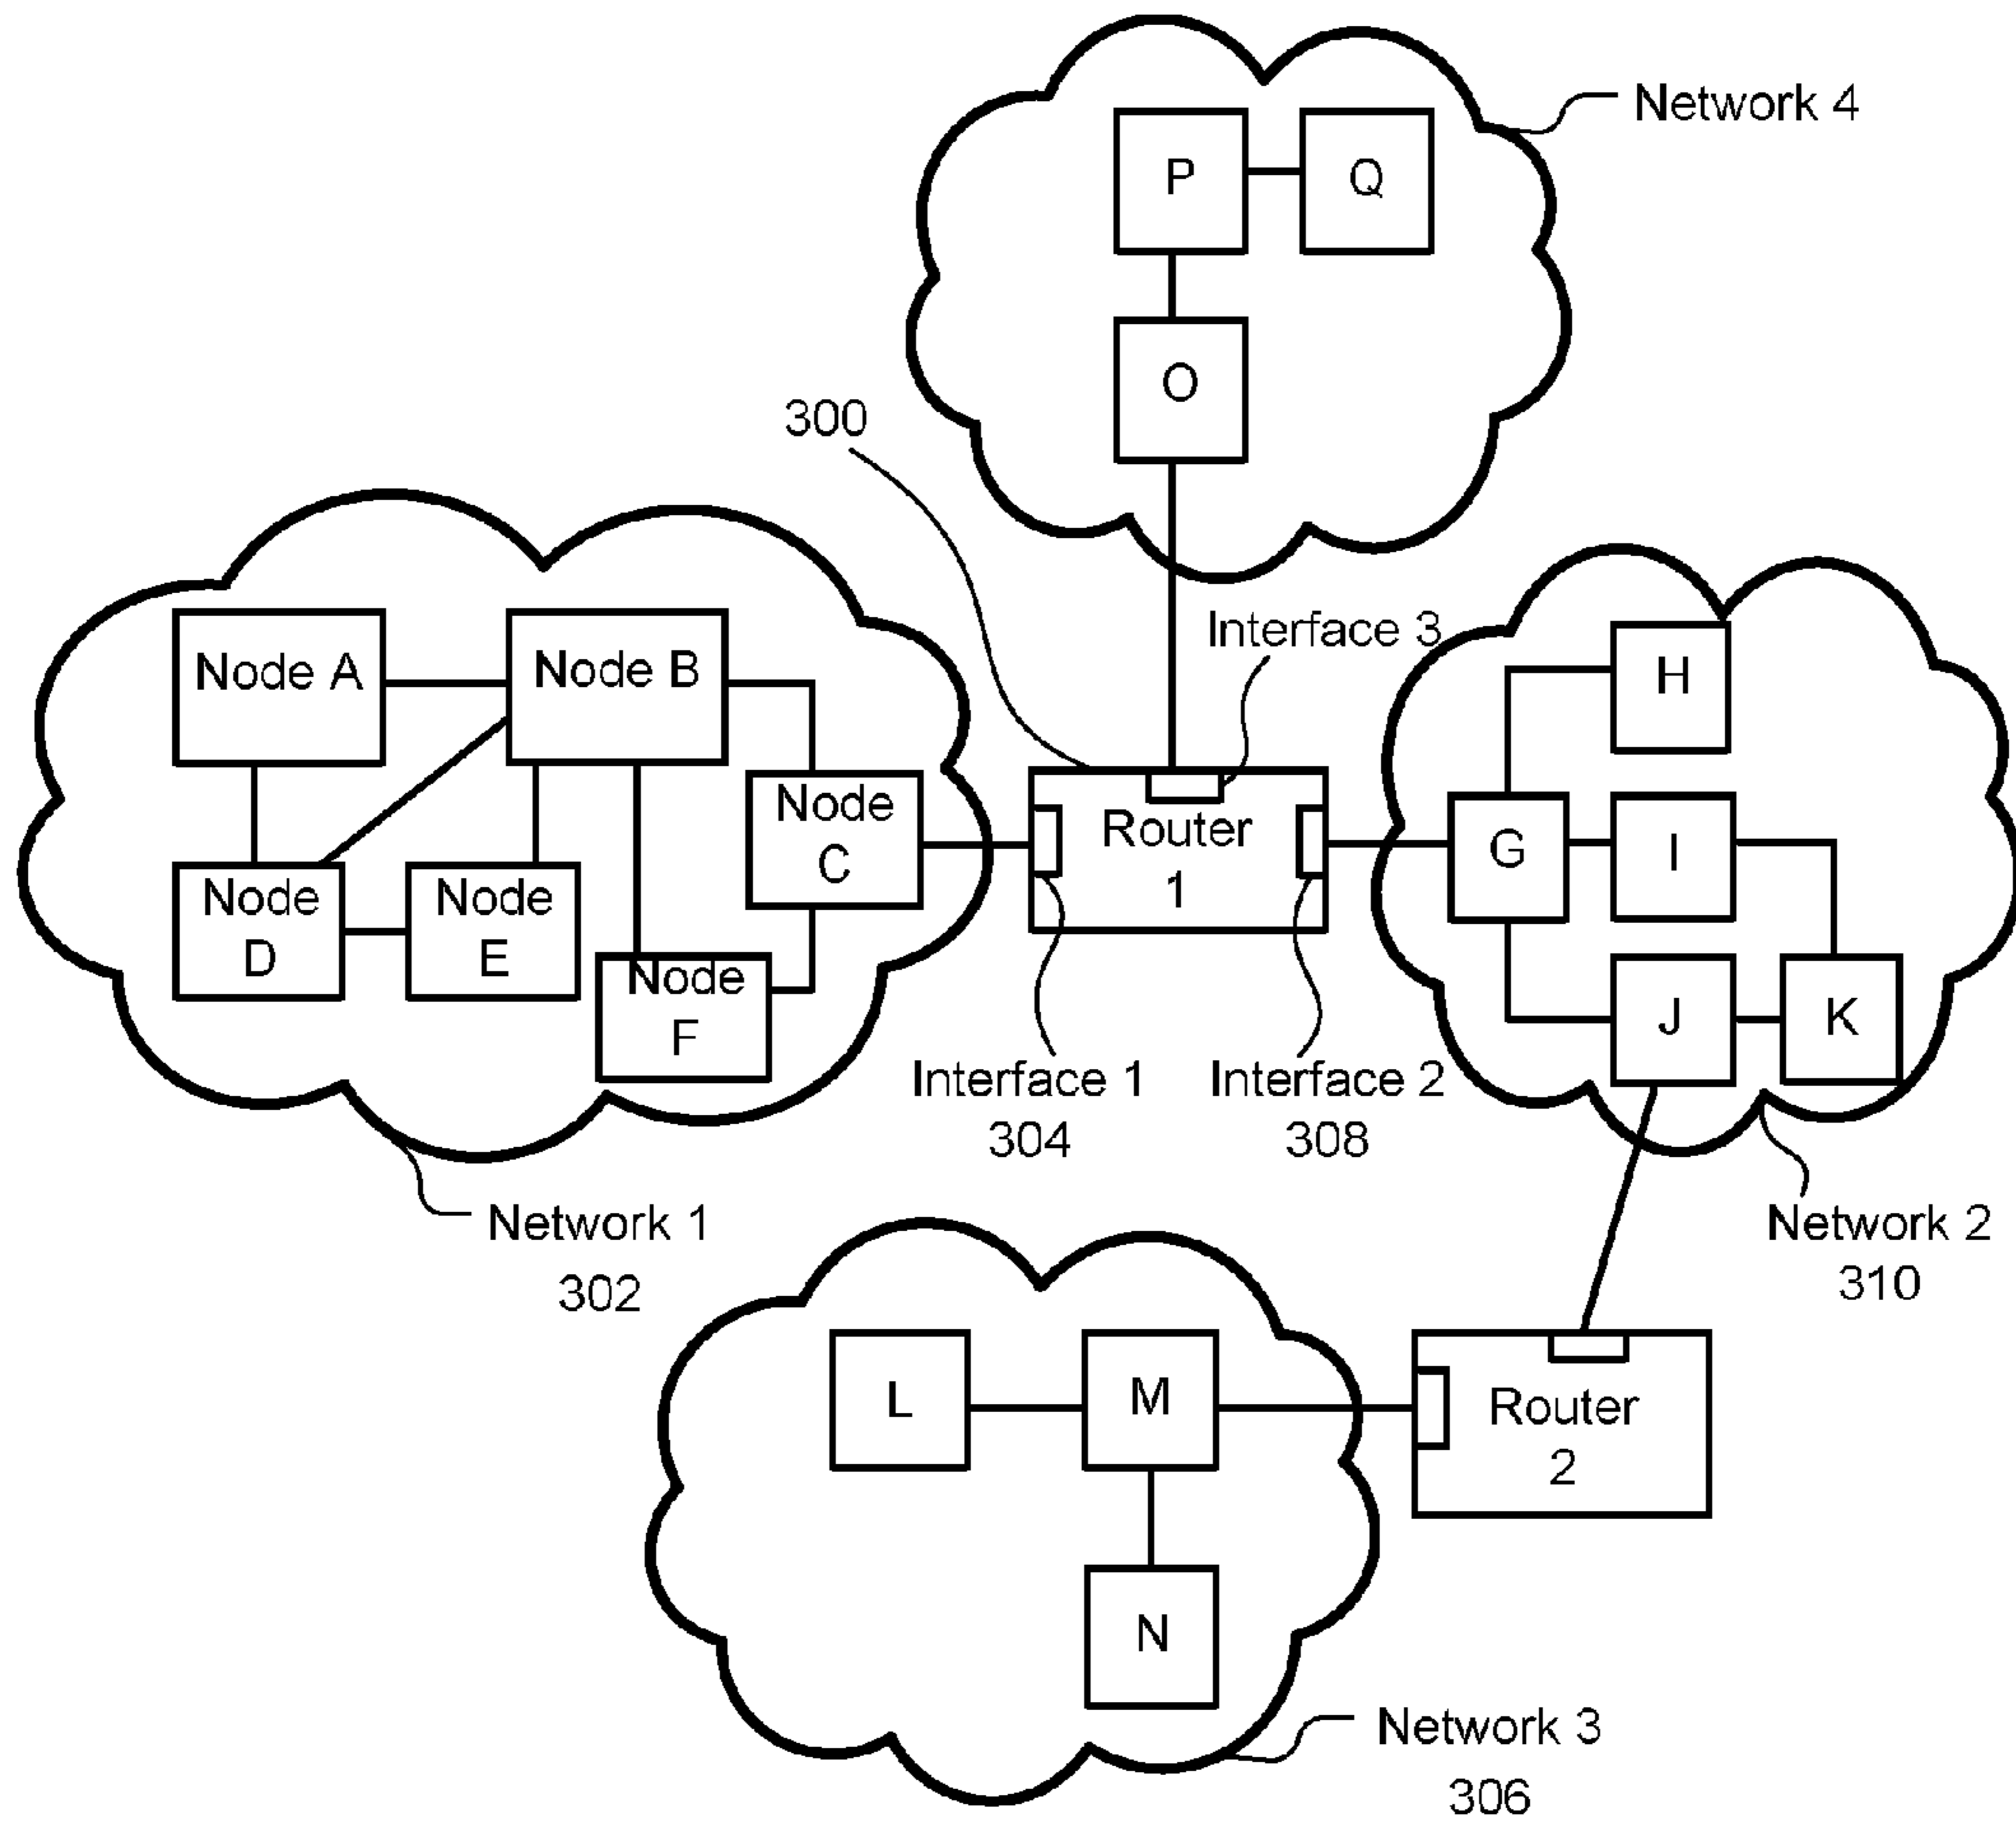 Network 4
P
Q
O
300
Interface 3
Node A
Node B
Node
C
Router
1
H
G
I
Node
D
Node
E
Node
F
J
K
Interface 1
304
Interface 2
308
Network 1
302
Network 2
310
L
M
Router
2
N
Network 3
306